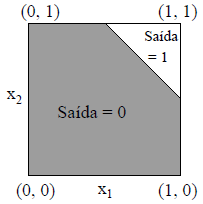 (0, 1) (1, 1)
Saída
= 1
x2
Saída = 0
(0, 0) x1 (1, 0)